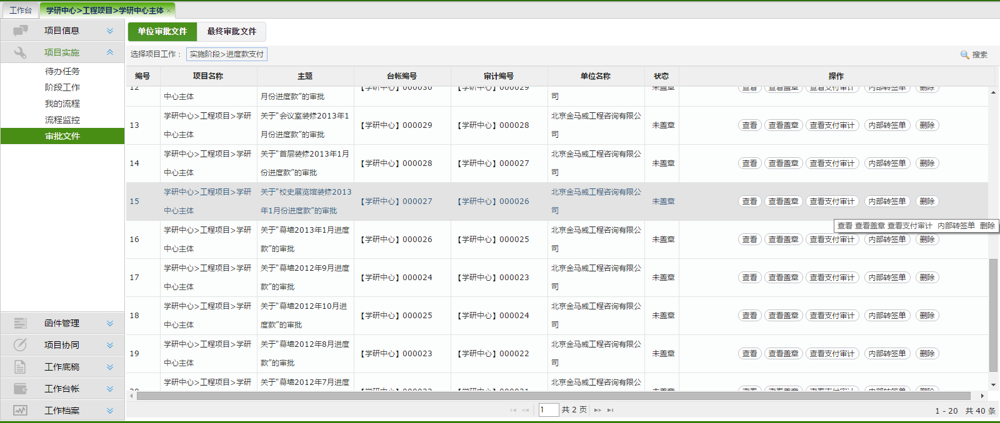 工作台
学研中心>工程项目>学研中心主体 ×
项目信息
项目实施
待办任务
阶段工作
我的流程
流程监控
审批文件
函件管理
项目协同
工作底稿
工作台帐
工作档案
单位审批文件 最终审批文件
选择项目工作： 实施阶段>进度款支付 搜索
编号 项目名称 主题 台帐编号 审计编号 单位名称 状态 操作
12 【学研中心】000030 【学研中心】000029 未盖章 查看 查看盖章 查看支付审计 内部转签单 删除
中心主体 月份进度款”的审批 司
学研中心>工程项目>学研 关于“会议室装修2013年1 北京金马威工程咨询有限公
13 【学研中心】000029 【学研中心】000028 未盖章 查看 查看盖章 查看支付审计 内部转签单 删除
中心主体 月份进度款”的审批 司
学研中心>工程项目>学研 关于“首层装修2013年1月 北京金马威工程咨询有限公
14 【学研中心】000028 【学研中心】000027 未盖章 查看 查看盖章 查看支付审计 内部转签单 删除
中心主体 份进度款”的审批 司
学研中心>工程项目>学研 关于“校史展览馆装修2013 北京金马威工程咨询有限公
15 【学研中心】000027 【学研中心】000026 未盖章 查看 查看盖章 查看支付审计 内部转签单 删除
中心主体 年1月份进度款”的审批 司
查看 查看盖章 查看支付审计 内部转签单 删除
学研中心>工程项目>学研 关于“幕墙2013年1月进度 北京金马威工程咨询有限公
16 【学研中心】000026 【学研中心】000025 未盖章 查看 查看盖章 查看支付审计 内部转签单 删除
中心主体 款”的审批 司
学研中心>工程项目>学研 关于“幕墙2012年9月进度 北京金马威工程咨询有限公
17 【学研中心】000024 【学研中心】000023 未盖章 查看 查看盖章 查看支付审计 内部转签单 删除
中心主体 款”的审批 司
学研中心>工程项目>学研 关于“幕墙2012年10月进 北京金马威工程咨询有限公
18 【学研中心】000025 【学研中心】000024 未盖章 查看 查看盖章 查看支付审计 内部转签单 删除
中心主体 度款”的审批 司
学研中心>工程项目>学研 关于“幕墙2012年8月进度 北京金马威工程咨询有限公
19 【学研中心】000023 【学研中心】000022 未盖章 查看 查看盖章 查看支付审计 内部转签单 删除
中心主体 款”的审批 司
学研中心>工程项目>学研 关于“幕墙2012年7月进度 北京金马威工程咨询有限公
20 【学研中心】000022 【学研中心】000021 未盖章 查看 查看盖章 查看支付审计 内部转签单 删除
1 共 2 页
1 - 20 共 40 条